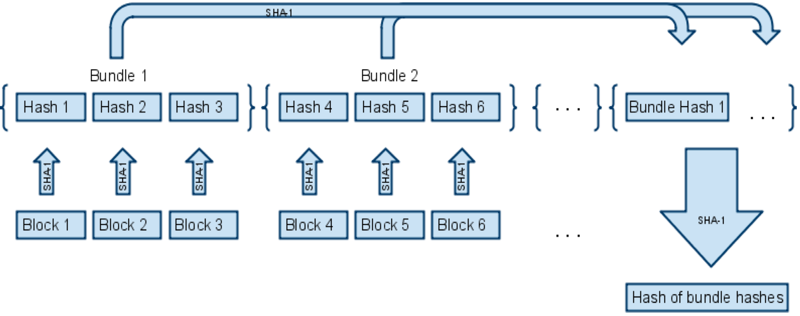 SHA-1
Bundle 1 Bundle 2
{ Hash 1 Hash 2 Hash 3 } { Hash 4 Hash 5 Hash 6 } { . . . } { Bundle Hash 1 . . . }
SHA-1 SHA-1 SHA-1 SHA-1 SHA-1 SHA-1 SHA-1
Block 1 Block 2 Block 3 Block 4 Block 5 Block 6 . . .
Hash of bundle hashes